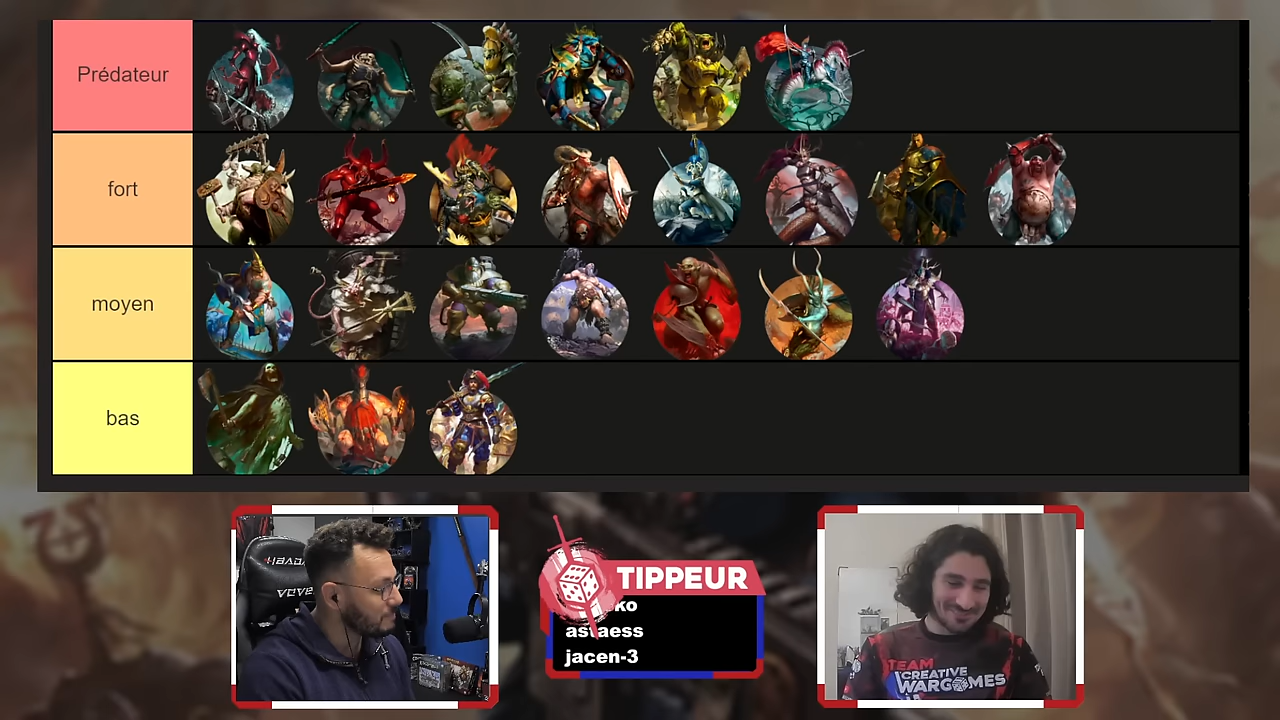 Prédateur
fort
moyen
bas
TIPPEUR
ko
astaess
jacen-3
TEAM
CREATIVE
WARGAMES